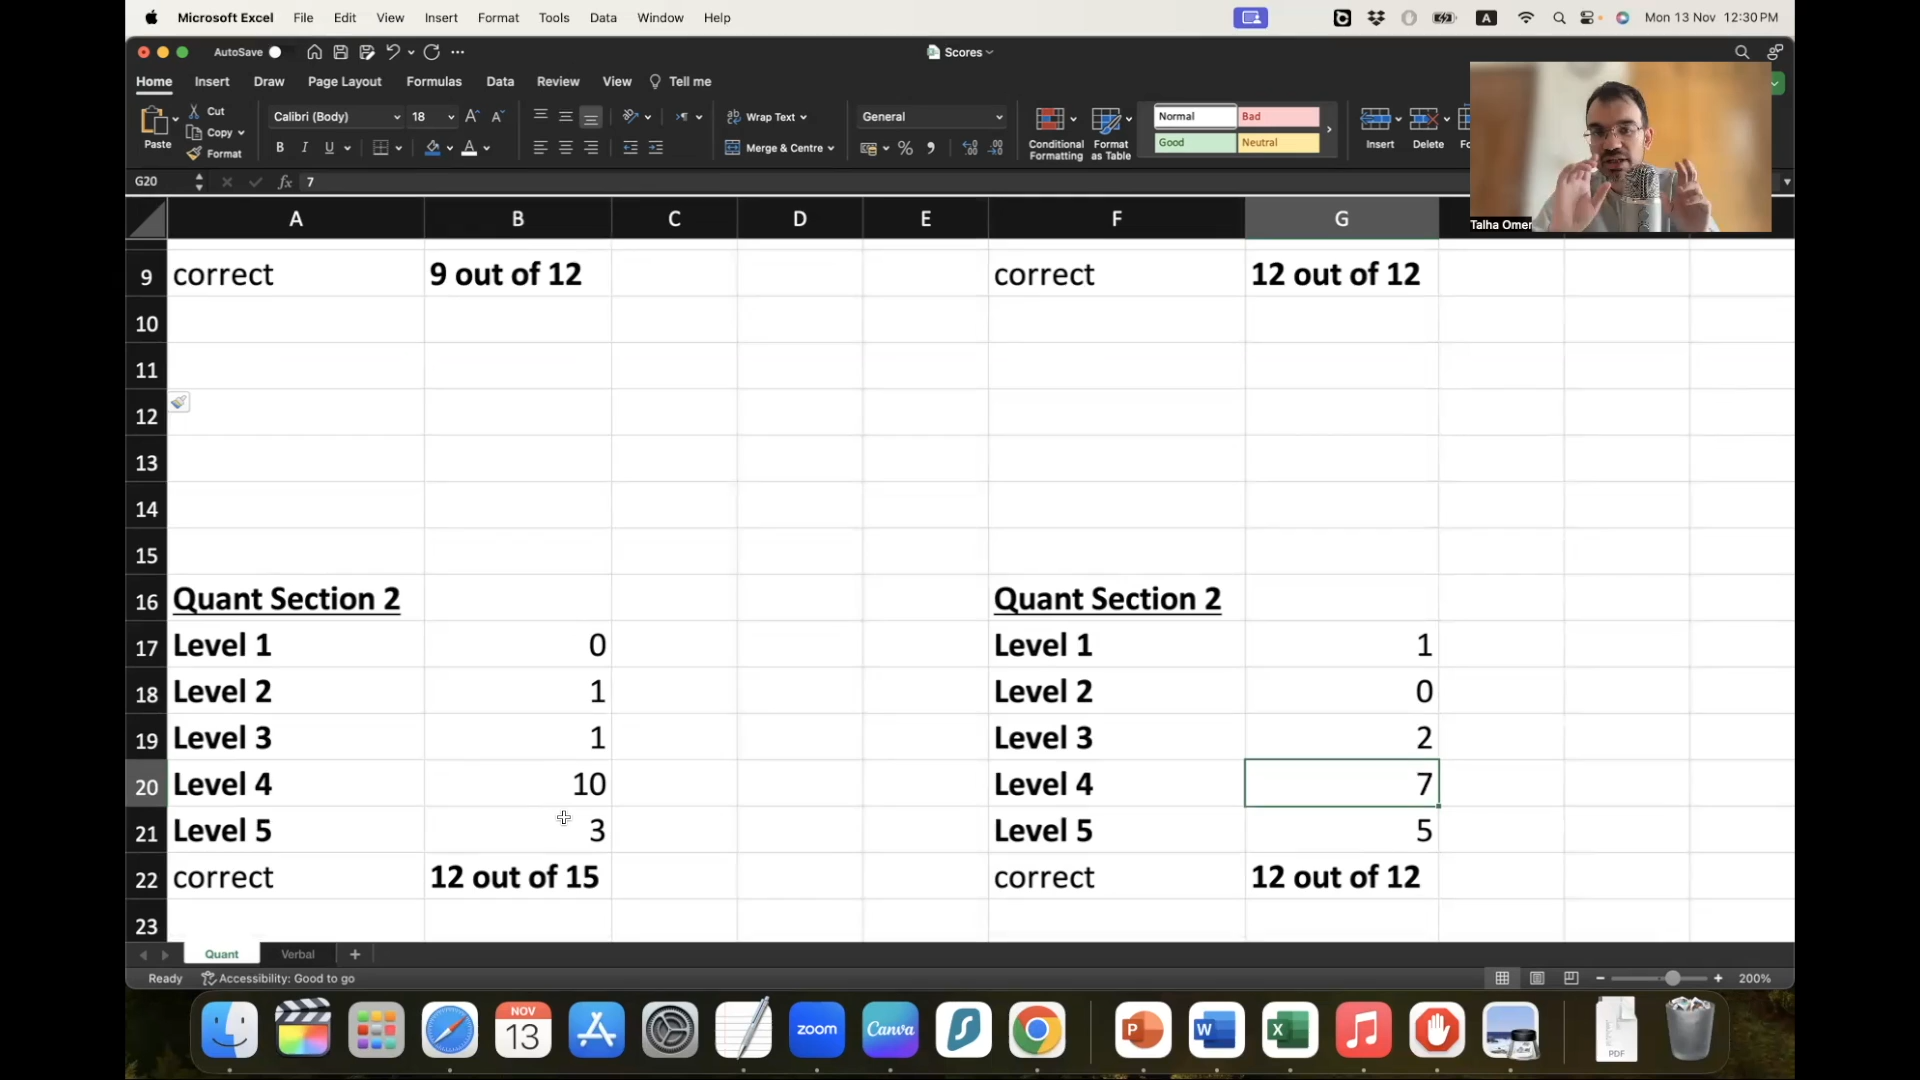 Microsoft Excel File Edit View Insert Format Tools Data Window Help
A
Mon 13 Nov 12:30 PM
AutoSave
Scores
Home Insert Draw Page Layout Formulas Data Review View Tell me
Paste
Cut
Copy
Format
Calibri (Body) 18
B I U
Wrap Text
Merge & Centre
General
Conditional Formatting
Format as Table
Normal Bad
Good Neutral
Insert
Delete
Talha Omer
G20 fx 7
A B C D E F G
9 correct 9 out of 12 correct 12 out of 12
10
11
12
13
14
15
16 Quant Section 2 Quant Section 2
17 Level 1 0 Level 1 1
18 Level 2 1 Level 2 0
19 Level 3 1 Level 3 2
20 Level 4 10 Level 4 7
21 Level 5 3 Level 5 5
22 correct 12 out of 15 correct 12 out of 12
23
Quant Verbal +
Ready Accessibility: Good to go
200%
NOV
13
zoom
Canva
P
W
X
PDF